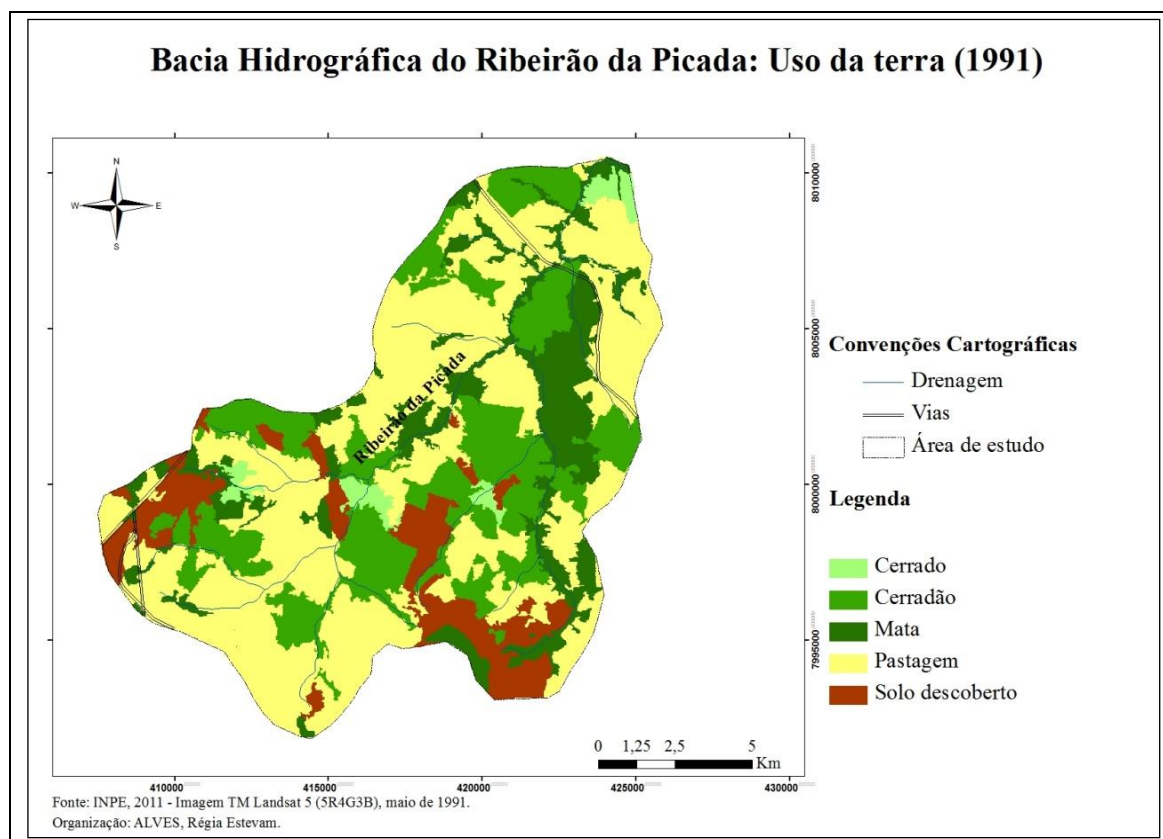 Bacia Hidrográfica do Ribeirão da Picada: Uso da terra (1991)
N
W
E
S
8010000
8005000
8000000
7995000
Ribeirão da Picada
Convenções Cartográficas
Drenagem
Vias
Área de estudo
Legenda
Cerrado
Cerradão
Mata
Pastagem
Solo descoberto
0 1,25 2,5 5
Km
410000 415000 420000 425000 430000
Fonte: INPE, 2011 - Imagem TM Landsat 5 (5R4G3B), maio de 1991.
Organização: ALVES, Régia Estevam.